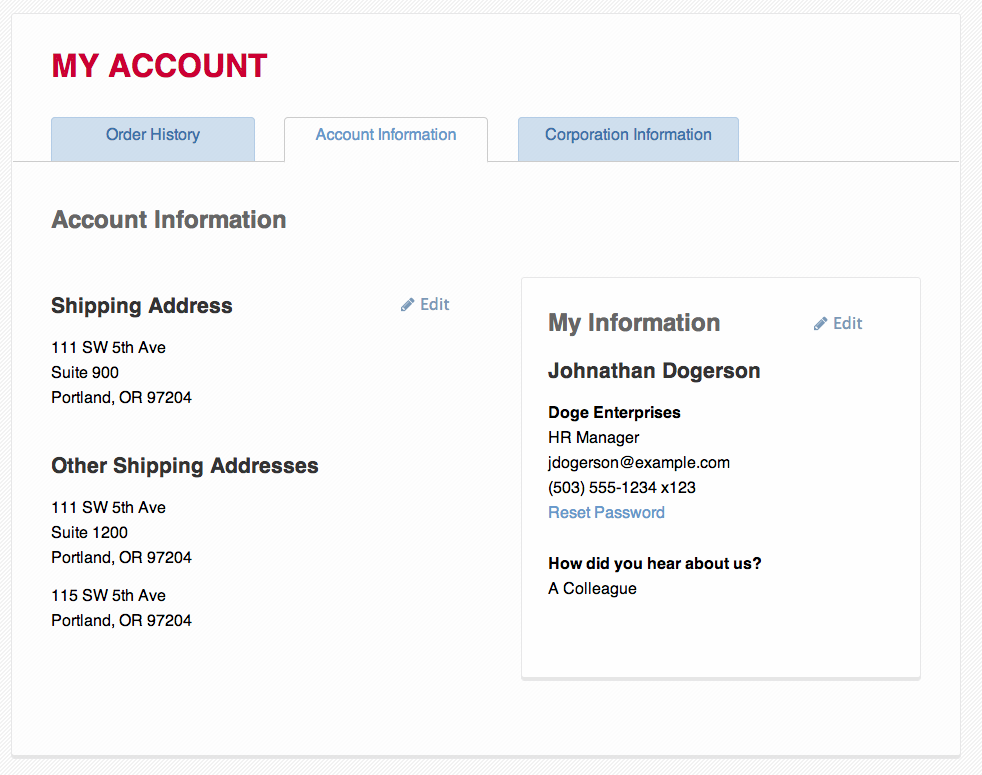 MY ACCOUNT
Order History
Account Information
Corporation Information
Account Information
Shipping Address
Edit
111 SW 5th Ave
Suite 900
Portland, OR 97204
Other Shipping Addresses
111 SW 5th Ave
Suite 1200
Portland, OR 97204
115 SW 5th Ave
Portland, OR 97204
My Information
Edit
Johnathan Dogerson
Doge Enterprises
HR Manager
jdogerson@example.com
(503) 555-1234 x123
Reset Password
How did you hear about us?
A Colleague